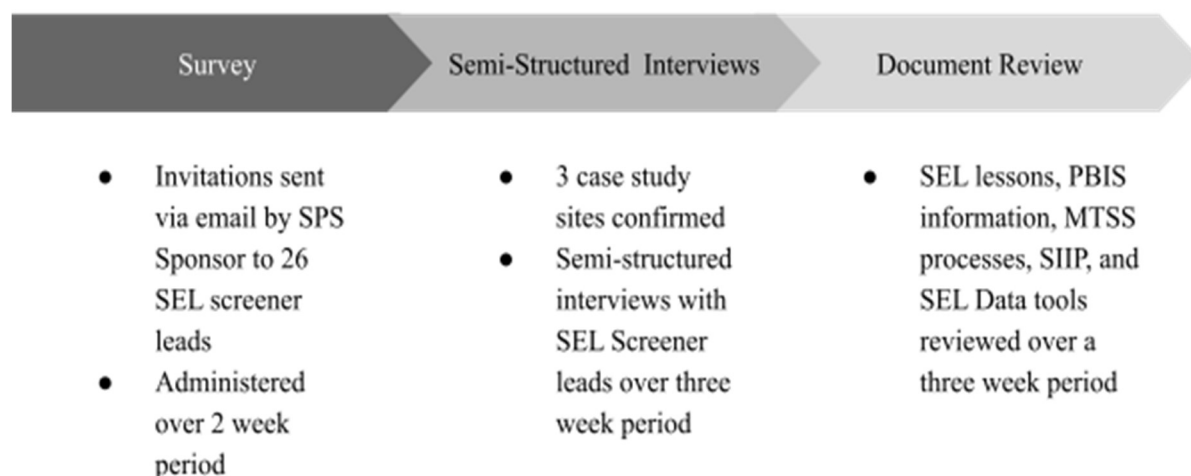 Survey
Semi-Structured Interviews
Document Review
● Invitations sent
via email by SPS
Sponsor to 26
SEL screener
leads
● Administered
over 2 week
period
● 3 case study
sites confirmed
● Semi-structured
interviews with
SEL Screener
leads over three
week period
● SEL lessons, PBIS
information, MTSS
processes, SIIP, and
SEL Data tools
reviewed over a
three week period